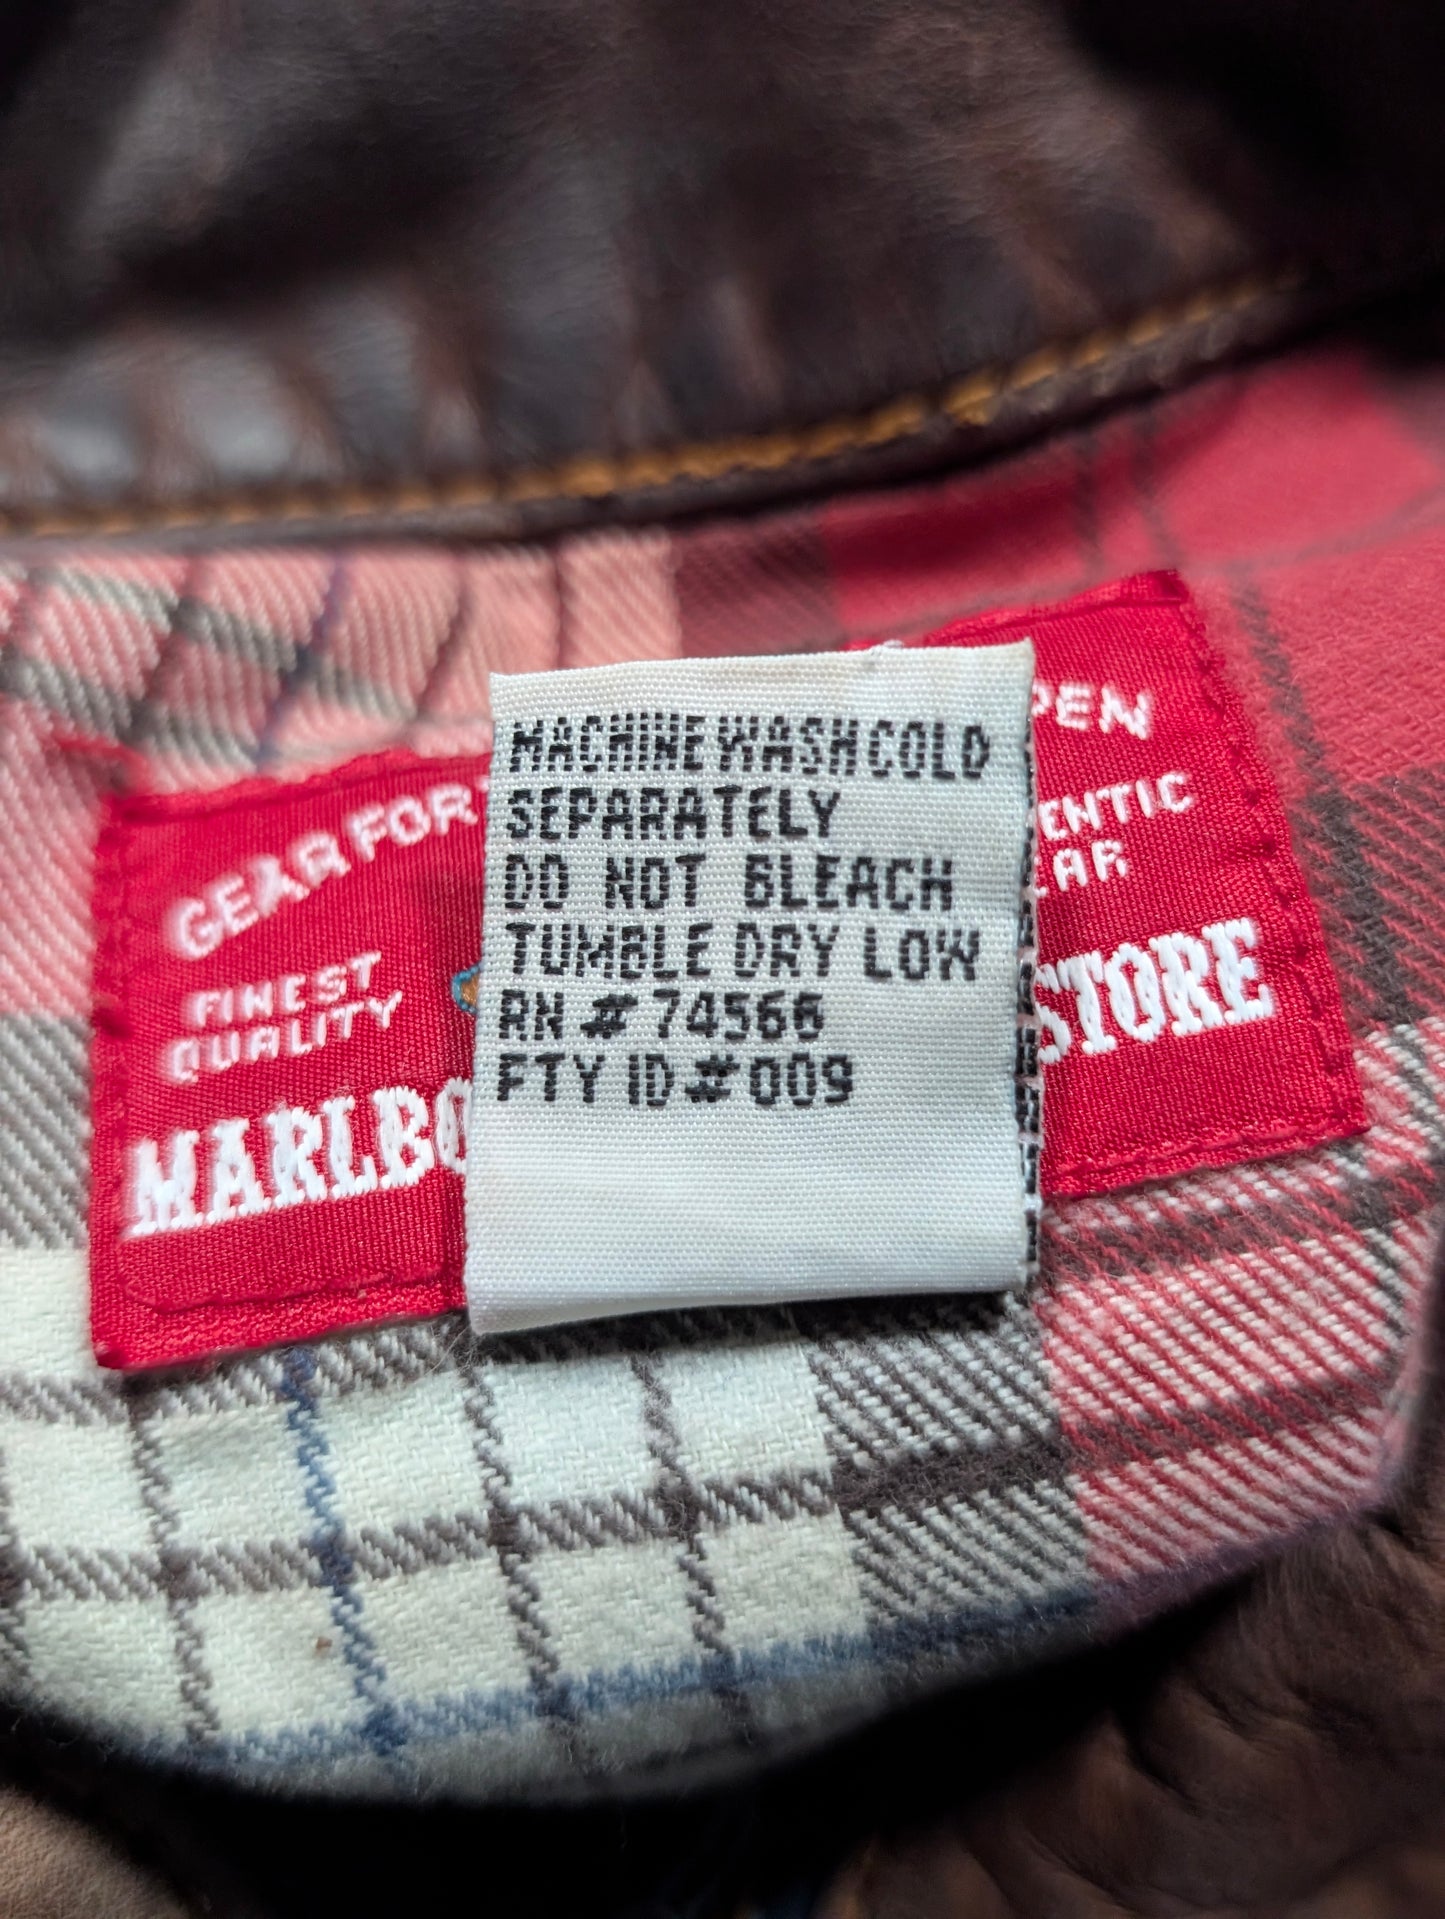 MACHINE WASH COLD
SEPARATELY
DO NOT BLEACH
TUMBLE DRY LOW
RN # 74566
FTY ID # 009
GEAR FOR
FINEST
QUALITY
MARLBO
PEN
ENTIC
EAR
STORE